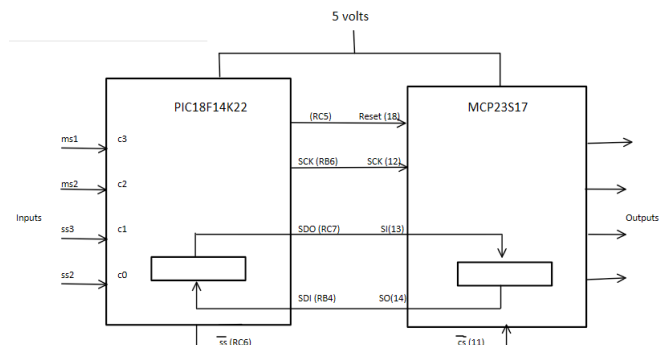 5 volts
PIC18F14K22
MCP23S17
(RC5) Reset (18)
ms1 c3
SCK (RB6) SCK (12)
ms2 c2
Inputs
Outputs
ss3 c1
SDO (RC7) SI(13)
ss2 c0
SDI (RB4) SO(14)
ss (RC6)
cs (11)